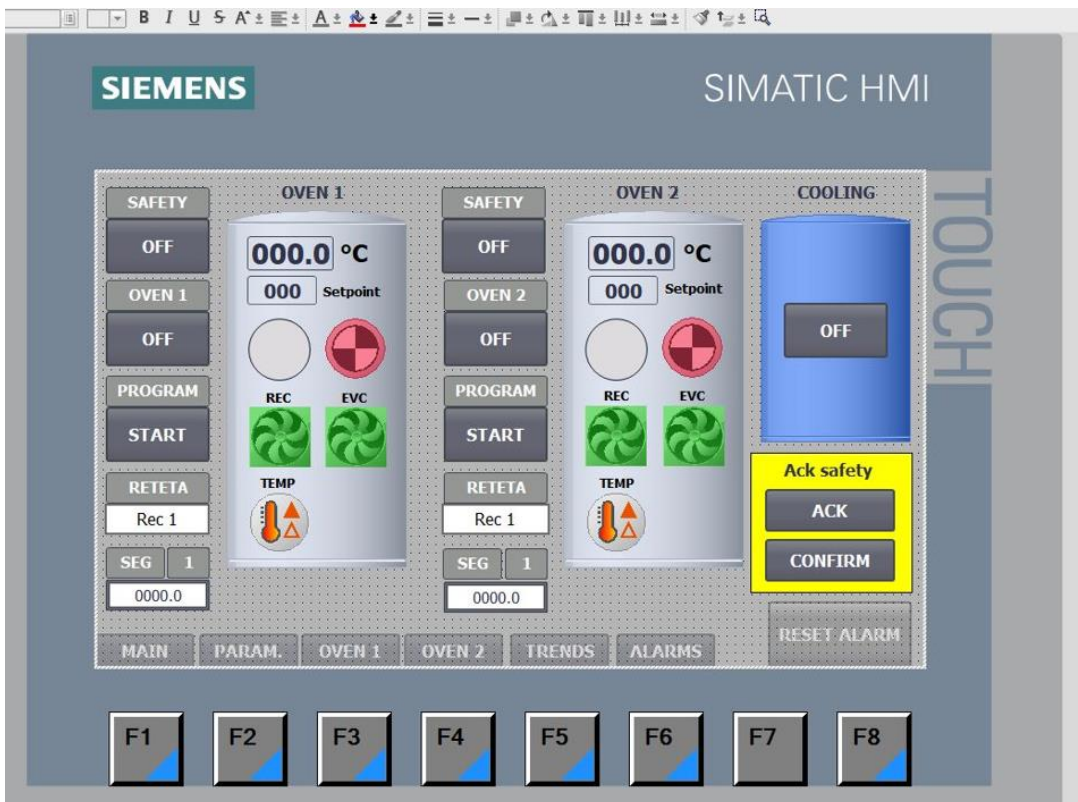 B I U S A
A
SIEMENS
SIMATIC HMI
TOUCH
SAFETY
OFF
OVEN 1
OFF
PROGRAM
START
RETETA
Rec 1
SEG 1
0000.0
OVEN 1
000.0 °C
000 Setpoint
REC EVC
TEMP
SAFETY
OFF
OVEN 2
OFF
PROGRAM
START
RETETA
Rec 1
SEG 1
0000.0
OVEN 2
000.0 °C
000 Setpoint
REC EVC
TEMP
COOLING
OFF
Ack safety
ACK
CONFIRM
RESET ALARM
MAIN PARAM. OVEN 1 OVEN 2 TRENDS ALARMS
F1 F2 F3 F4 F5 F6 F7 F8